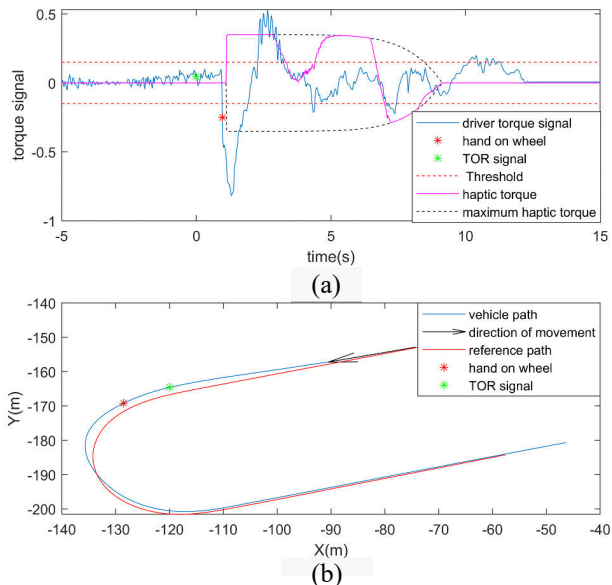 0.5
0
-0.5
-1
torque signal
driver torque signal
hand on wheel
TOR signal
Threshold
haptic torque
maximum haptic torque
-5 0 5 10 15
time(s)
(a)
-140
-150
-160
-170
-180
-190
-200
Y(m)
vehicle path
direction of movement
reference path
hand on wheel
TOR signal
-140 -130 -120 -110 -100 -90 -80 -70 -60 -50 -40
X(m)
(b)